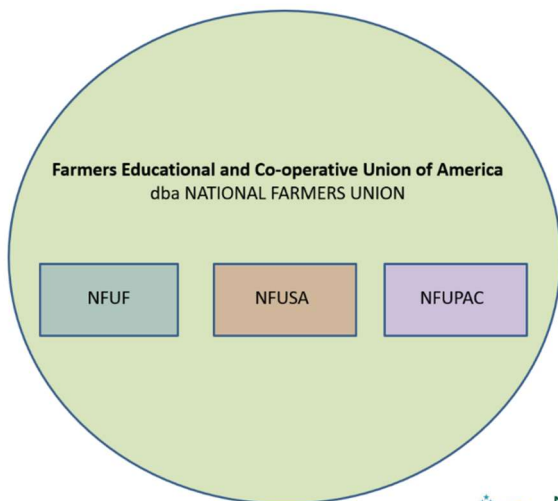 Farmers Educational and Co-operative Union of America
dba NATIONAL FARMERS UNION
NFUF
NFUSA
NFUPAC